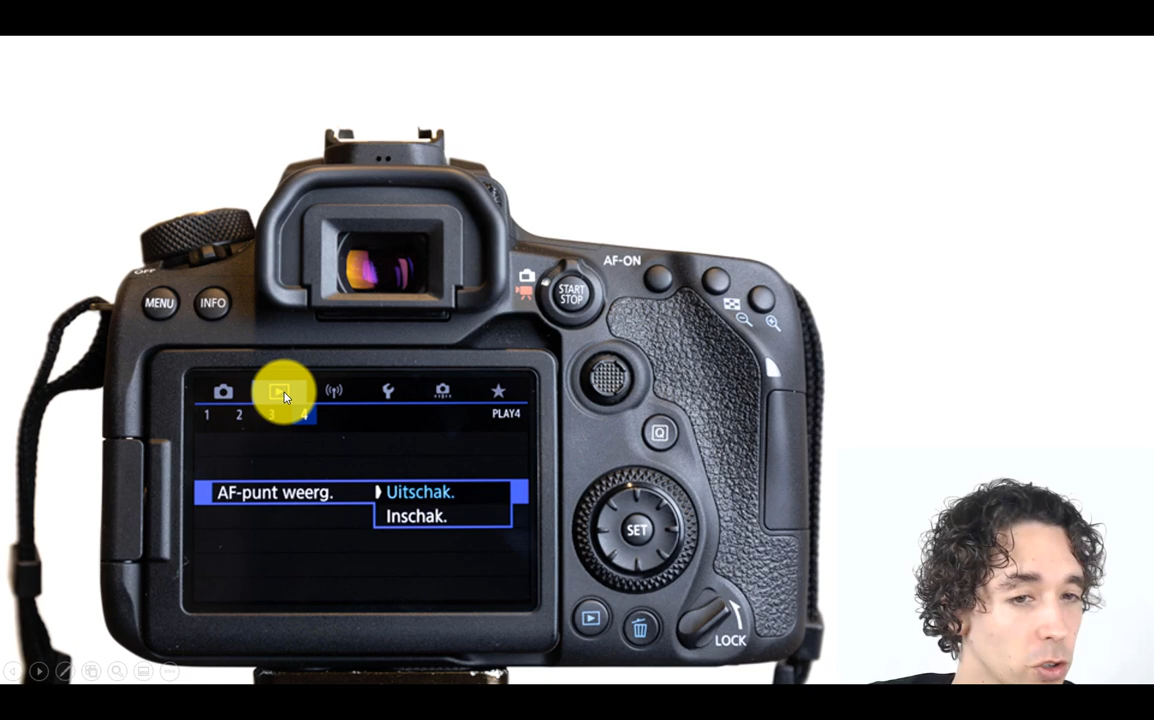 AF-ON
START
STOP
OFF
MENU
INFO
1 2 3 4
PLAY4
AF-punt weerg.
Uitschak.
Inschak.
Q
SET
LOCK